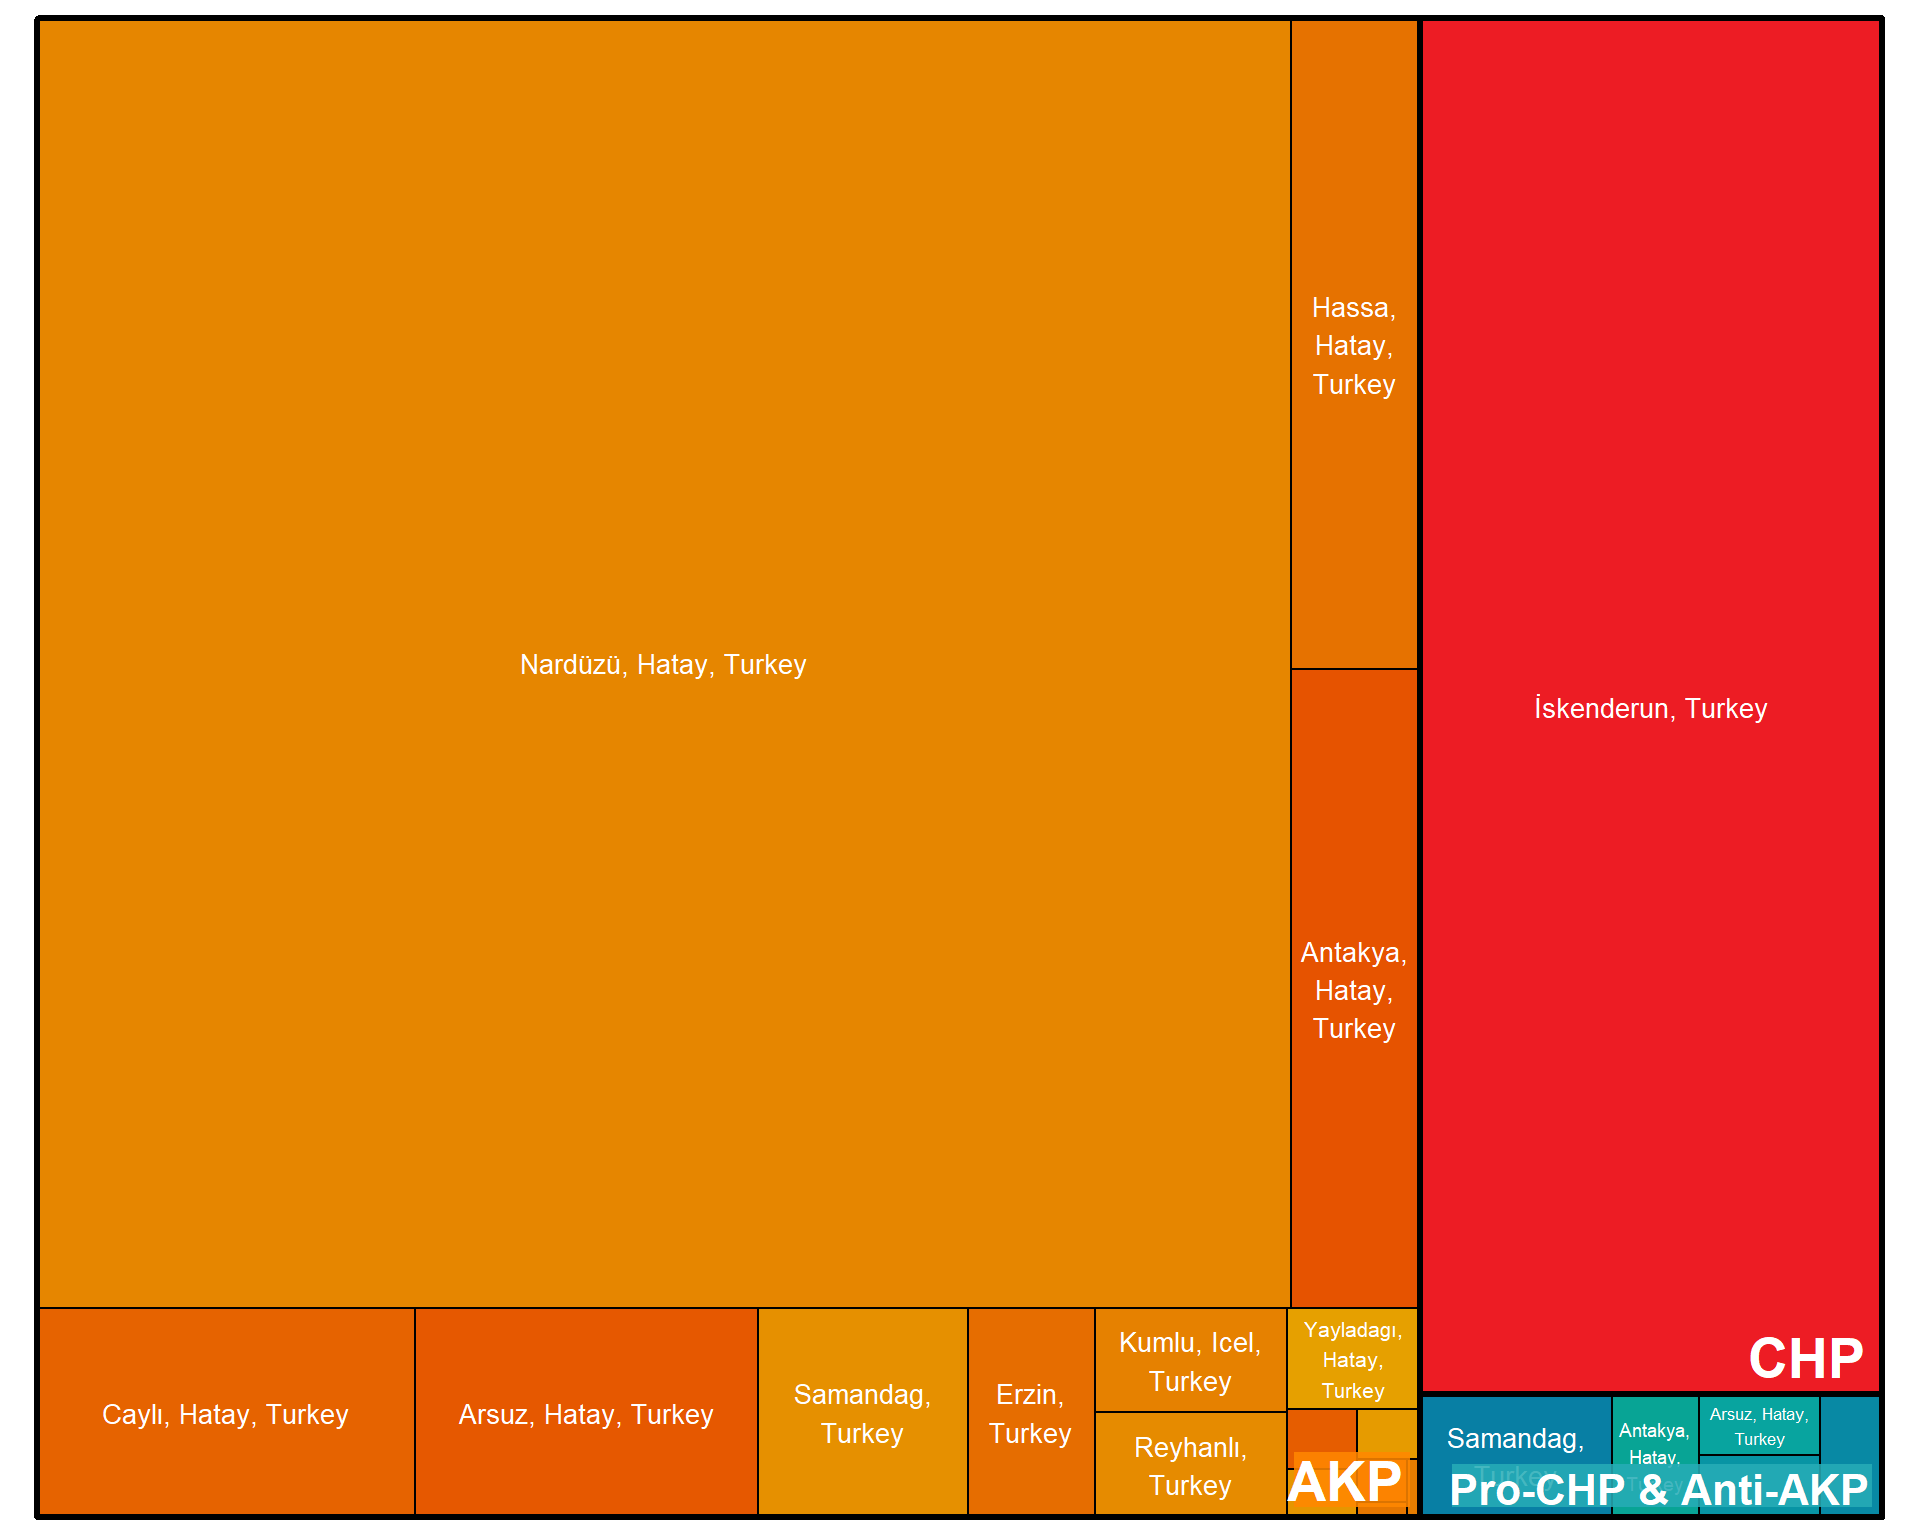 Nardüzü, Hatay, Turkey
Hassa,
Hatay,
Turkey
Antakya,
Hatay,
Turkey
Caylı, Hatay, Turkey
Arsuz, Hatay, Turkey
Samandag,
Turkey
Erzin,
Turkey
Kumlu, Icel,
Turkey
Reyhanlı,
Turkey
Yayladagı,
Hatay,
Turkey
AKP
İskenderun, Turkey
CHP
Samandag,
Turkey
Antakya,
Hatay,
Turkey
Arsuz, Hatay,
Turkey
Pro-CHP & Anti-AKP